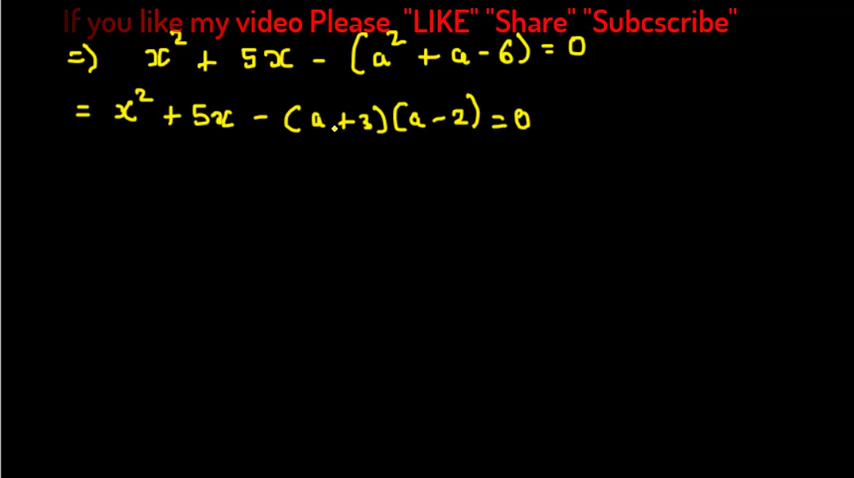 If you like my video Please "LIKE" "Share" "Subcscribe"
=) x² + 5x - (a² + a - 6) = 0
= x² + 5x - (a + 3)(a - 2) = 0